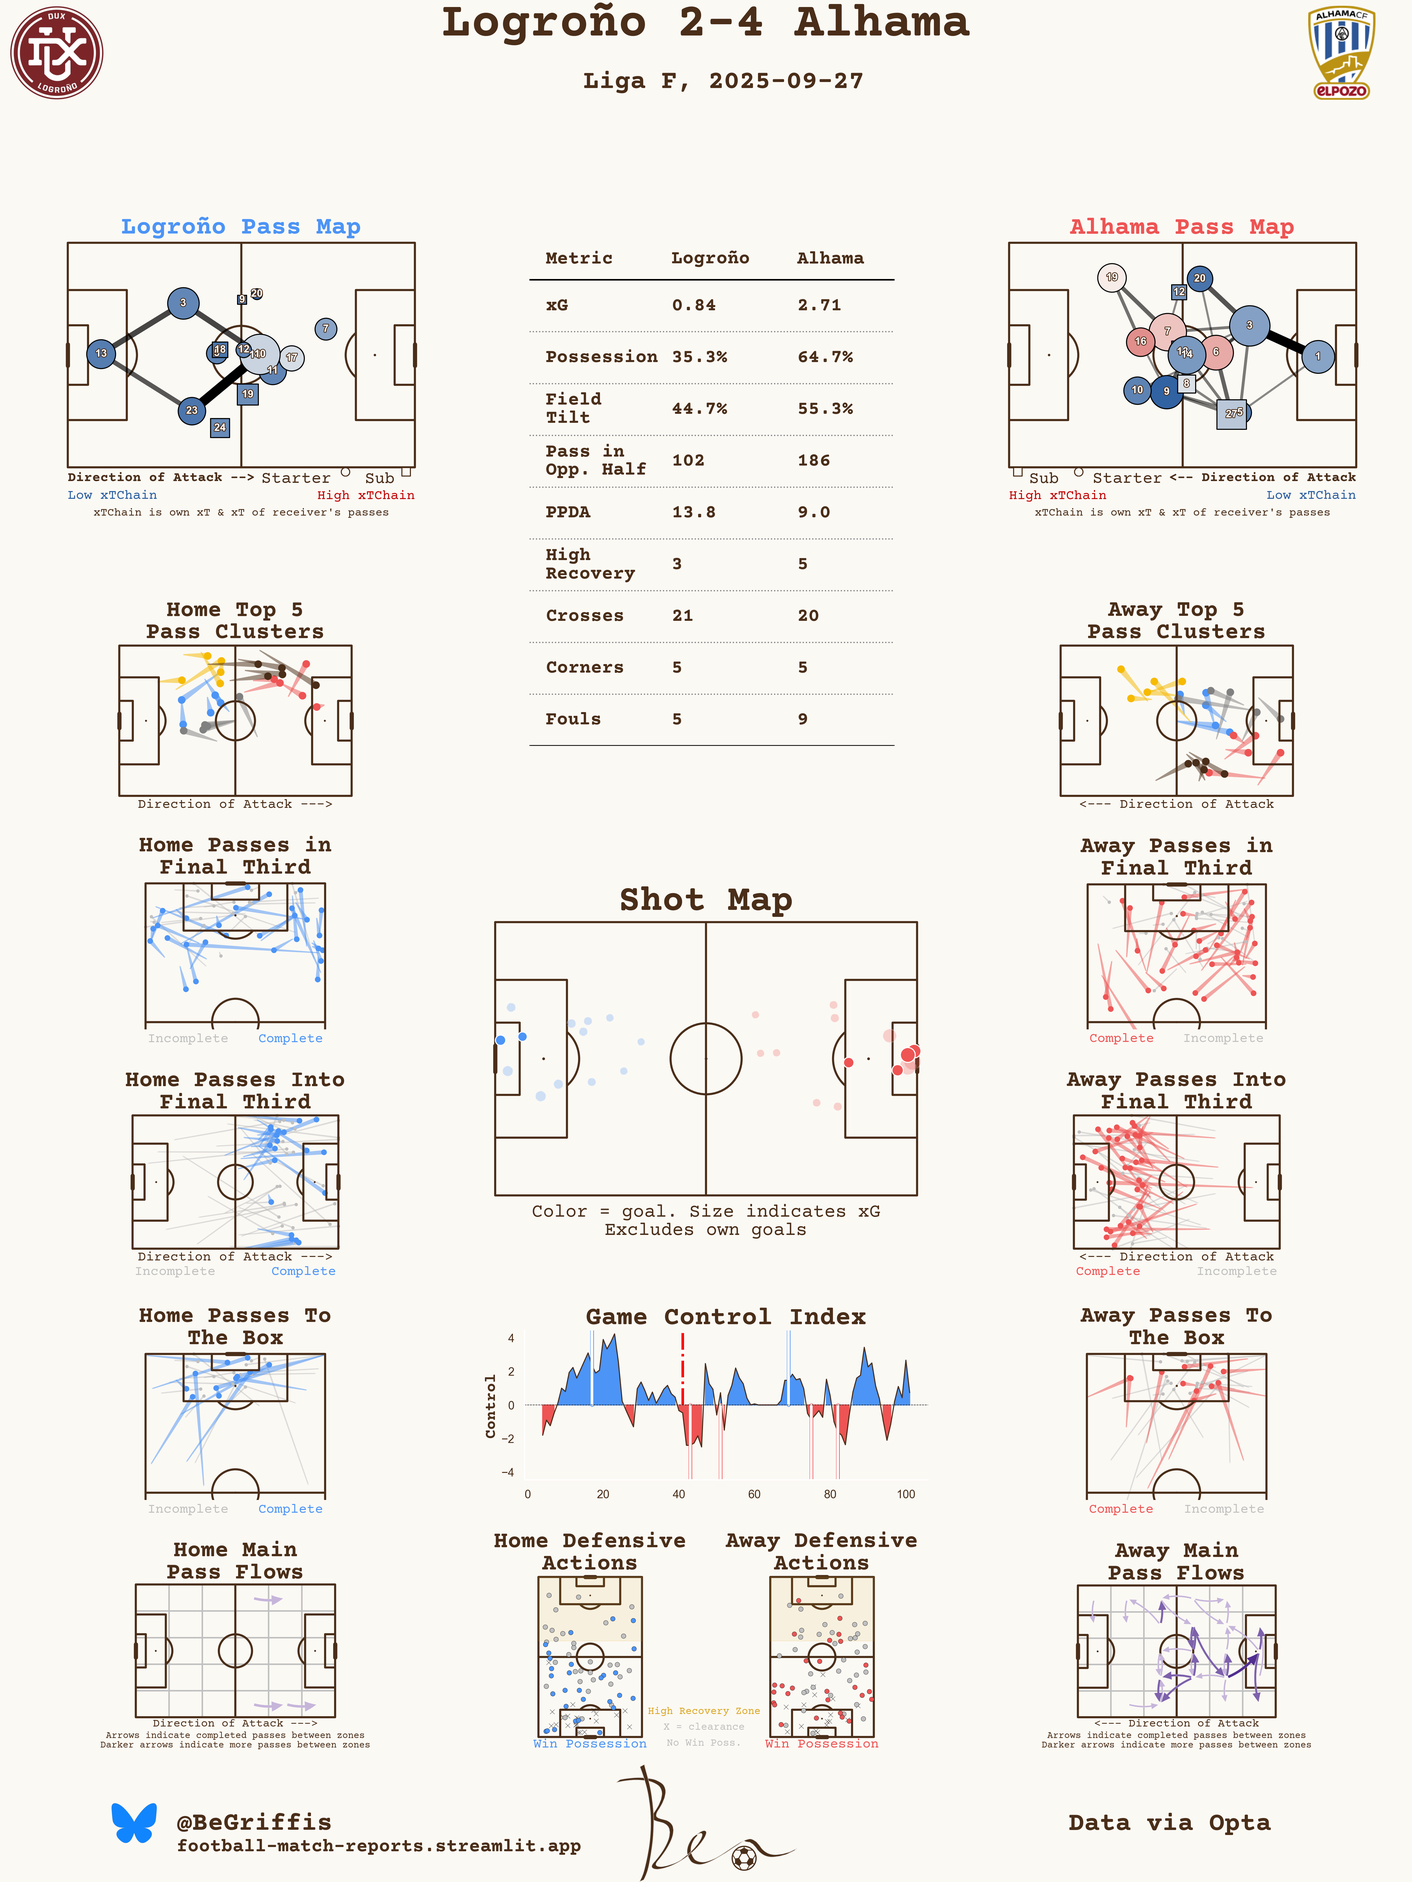 Logroño 2-4 Alhama
Liga F, 2025-09-27
DUX
UX
LOGROÑO
ALHAMA CF
ELPOZO
Logroño Pass Map
3
13
23
18
24
19
12
9
20
10
11
17
7
Direction of Attack --> Starter Sub
Low xTChain High xTChain
xTChain is own xT & xT of receiver's passes
Metric Logroño Alhama
xG 0.84 2.71
Possession 35.3% 64.7%
Field
Tilt 44.7% 55.3%
Pass in
Opp. Half 102 186
PPDA 13.8 9.0
High
Recovery 3 5
Crosses 21 20
Corners 5 5
Fouls 5 9
Alhama Pass Map
19
12
20
7
3
16
14
6
1
10
9
8
27
5
Sub Starter <-- Direction of Attack
High xTChain Low xTChain
xTChain is own xT & xT of receiver's passes
Home Top 5
Pass Clusters
Direction of Attack --->
Away Top 5
Pass Clusters
<--- Direction of Attack
Home Passes in
Final Third
Incomplete Complete
Away Passes in
Final Third
Complete Incomplete
Shot Map
Color = goal. Size indicates xG
Excludes own goals
Home Passes Into
Final Third
Direction of Attack --->
Incomplete Complete
Away Passes Into
Final Third
<--- Direction of Attack
Complete Incomplete
Home Passes To
The Box
Incomplete Complete
Game Control Index
Control
4
2
0
−2
−4
0 20 40 60 80 100
Away Passes To
The Box
Complete Incomplete
Home Main
Pass Flows
Direction of Attack --->
Arrows indicate completed passes between zones
Darker arrows indicate more passes between zones
Home Defensive
Actions
Win Possession
Away Defensive
Actions
Win Possession
High Recovery Zone
X = clearance
No Win Poss.
Away Main
Pass Flows
<--- Direction of Attack
Arrows indicate completed passes between zones
Darker arrows indicate more passes between zones
@BeGriffis
football-match-reports.streamlit.app
Ben
Data via Opta